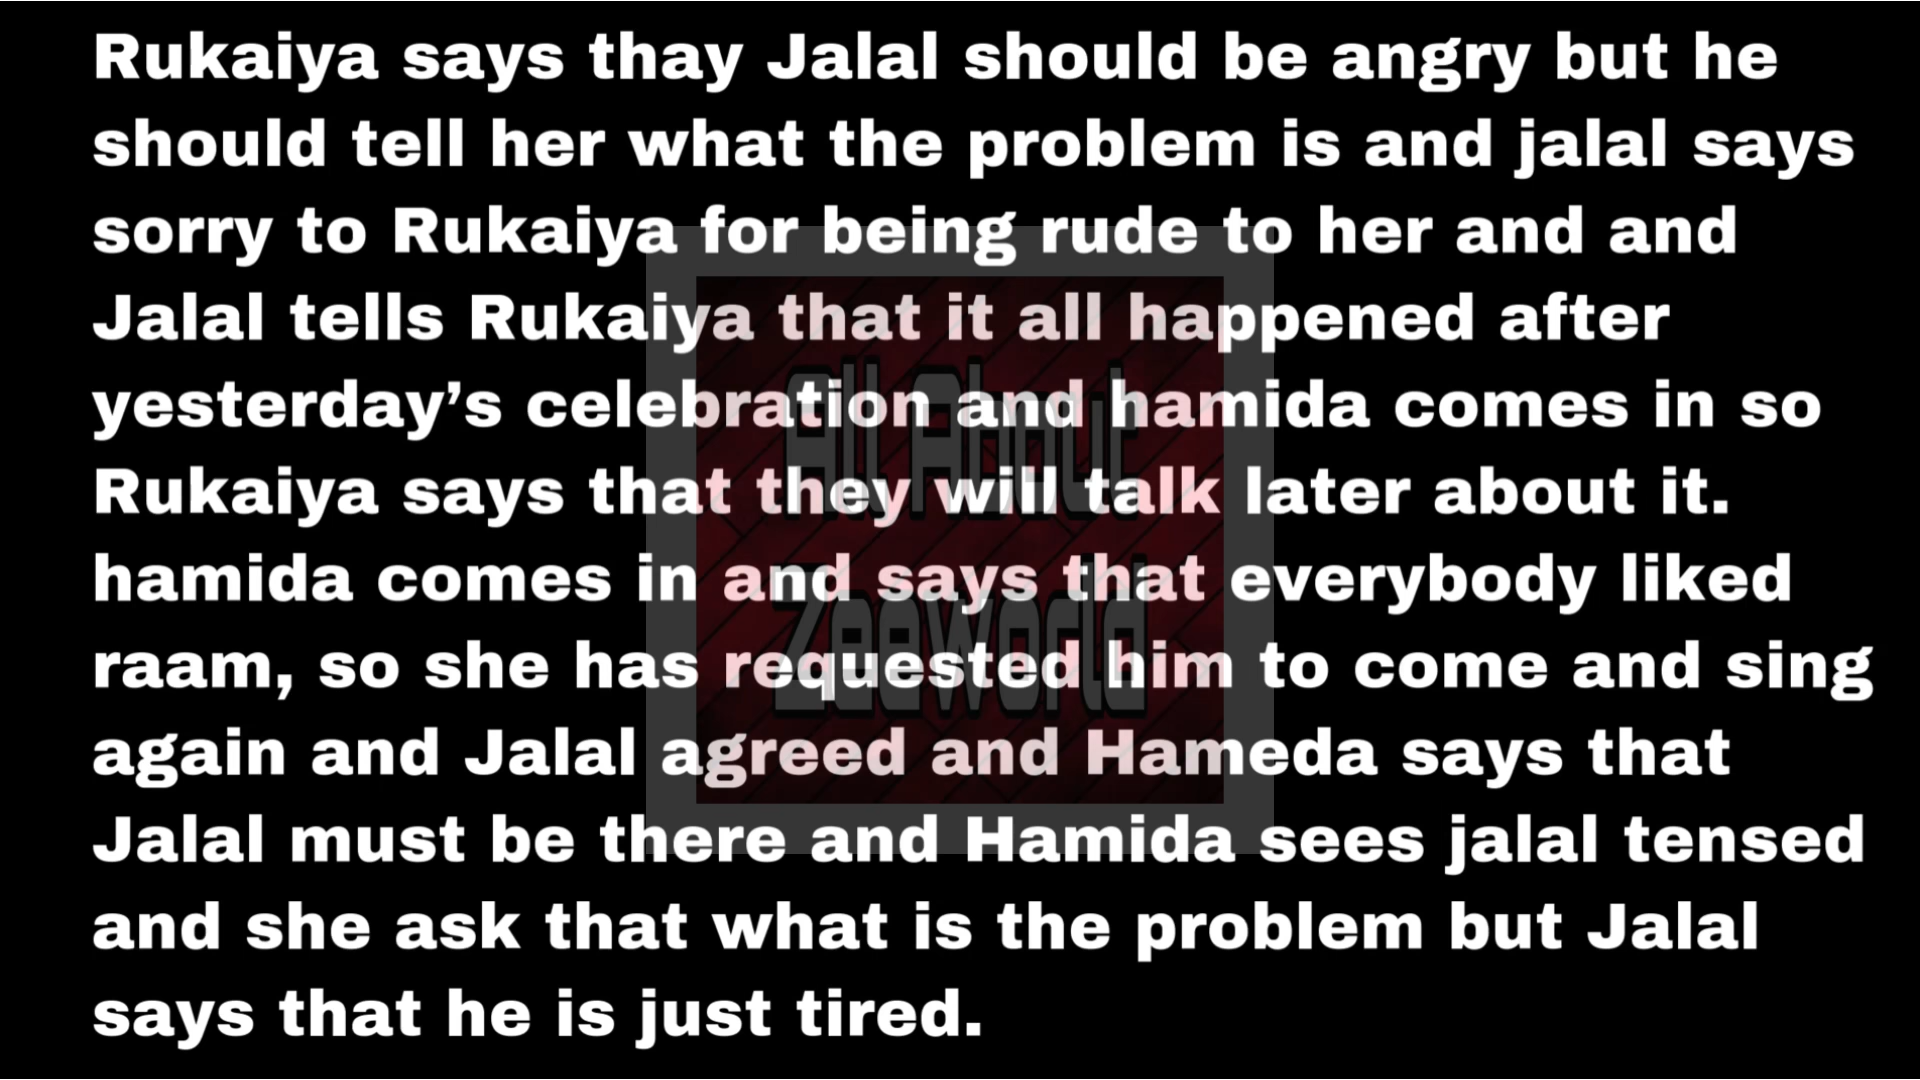 Rukaiya says thay Jalal should be angry but he
should tell her what the problem is and jalal says
sorry to Rukaiya for being rude to her and and
Jalal tells Rukaiya that it all happened after
yesterday’s celebration and hamida comes in so
Rukaiya says that they will talk later about it.
hamida comes in and says that everybody liked
raam, so she has requested him to come and sing
again and Jalal agreed and Hameda says that
Jalal must be there and Hamida sees jalal tensed
and she ask that what is the problem but Jalal
says that he is just tired.
All About
Zeeworld